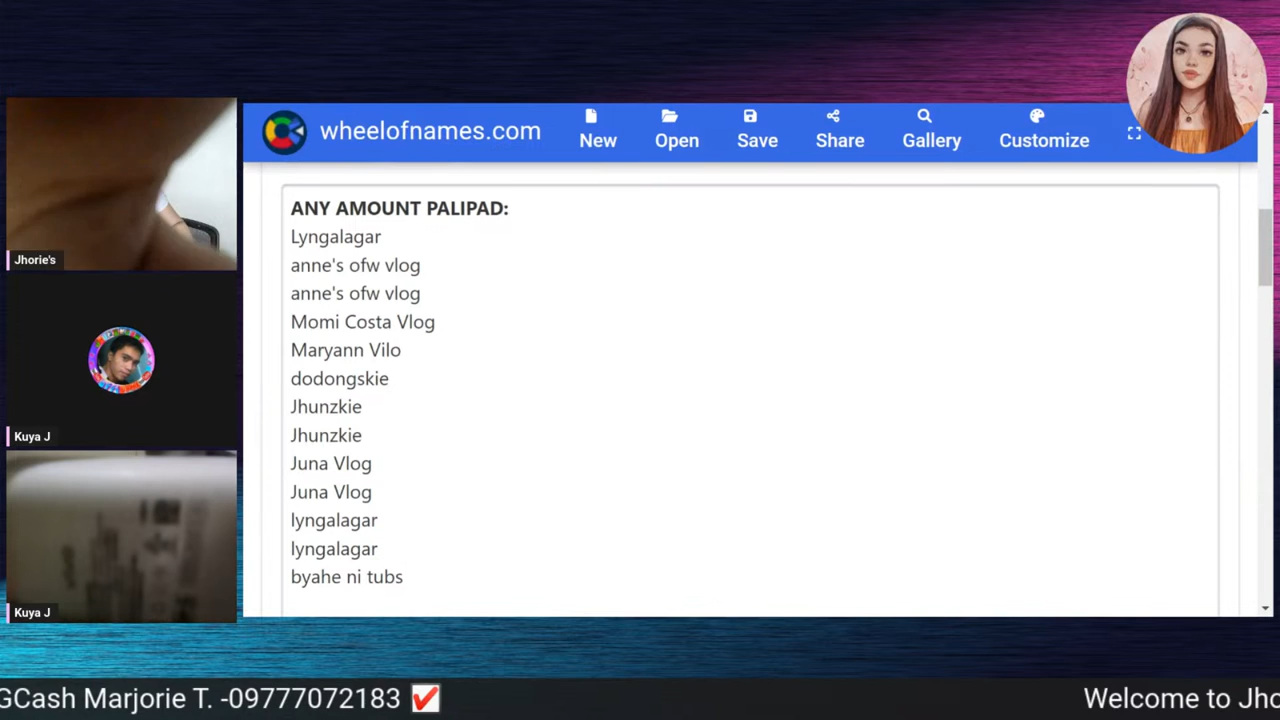 wheelofnames.com
New
Open
Save
Share
Gallery
Customize
ANY AMOUNT PALIPAD:
Lyngalagar
anne's ofw vlog
anne's ofw vlog
Momi Costa Vlog
Maryann Vilo
dodongskie
Jhunzkie
Jhunzkie
Juna Vlog
Juna Vlog
lyngalagar
lyngalagar
byahe ni tubs
Jhorie's
Kuya J
Kuya J
GCash Marjorie T. -09777072183
Welcome to Jho